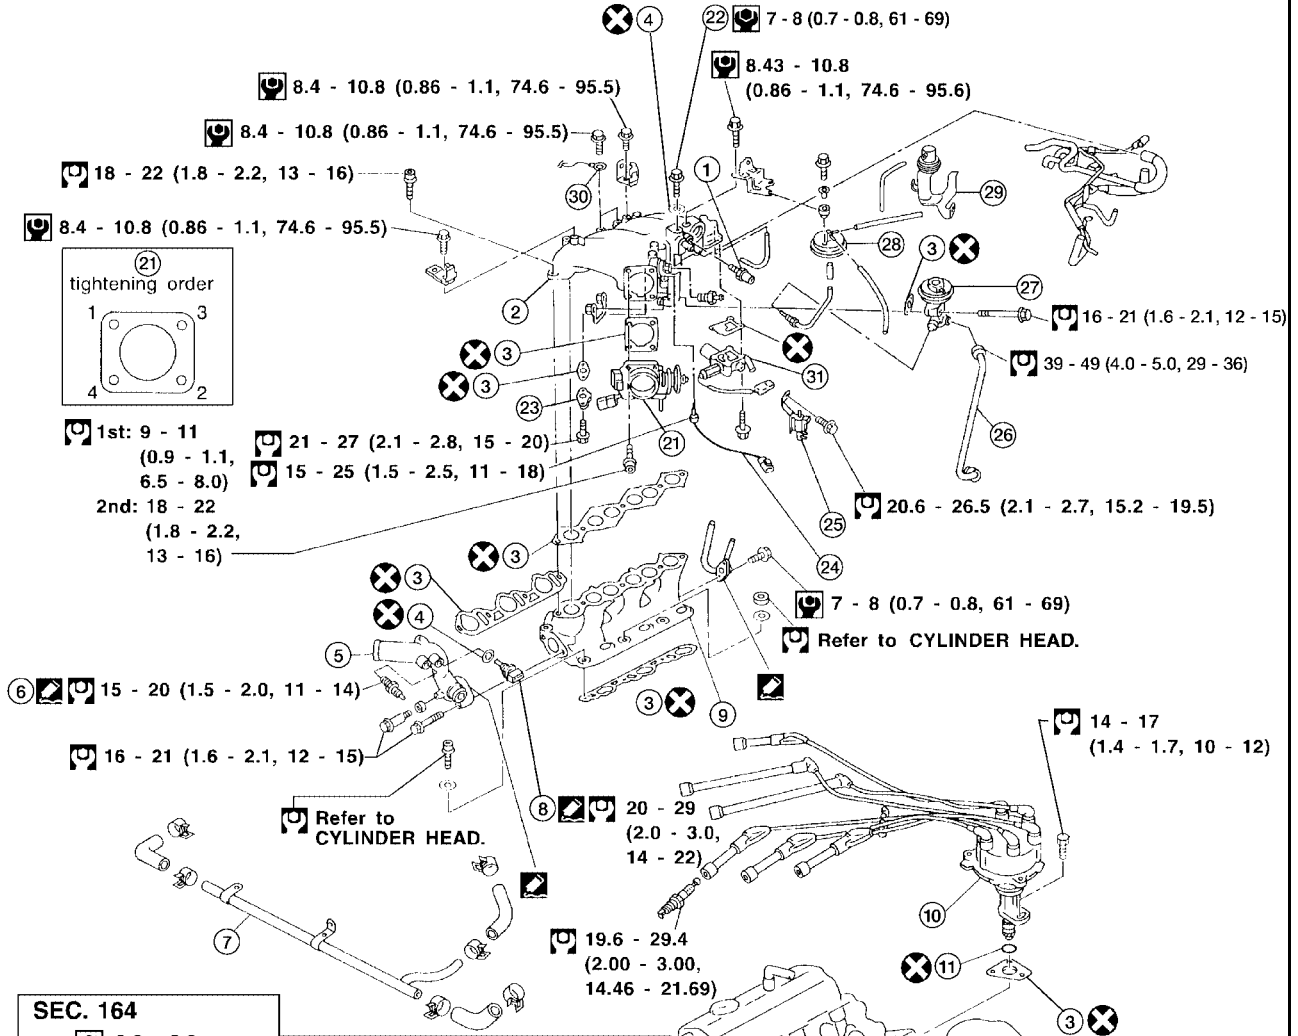 4
22 7 - 8 (0.7 - 0.8, 61 - 69)
8.43 - 10.8
(0.86 - 1.1, 74.6 - 95.6)
8.4 - 10.8 (0.86 - 1.1, 74.6 - 95.5)
8.4 - 10.8 (0.86 - 1.1, 74.6 - 95.5)
18 - 22 (1.8 - 2.2, 13 - 16)
30
1
29
8.4 - 10.8 (0.86 - 1.1, 74.6 - 95.5)
28
3
21
tightening order
1 3
4 2
2
27
16 - 21 (1.6 - 2.1, 12 - 15)
3
3
31
39 - 49 (4.0 - 5.0, 29 - 36)
23
21
26
1st: 9 - 11
(0.9 - 1.1,
6.5 - 8.0)
2nd: 18 - 22
(1.8 - 2.2,
13 - 16)
21 - 27 (2.1 - 2.8, 15 - 20)
15 - 25 (1.5 - 2.5, 11 - 18)
20.6 - 26.5 (2.1 - 2.7, 15.2 - 19.5)
25
24
3
3
4
7 - 8 (0.7 - 0.8, 61 - 69)
Refer to CYLINDER HEAD.
5
6 15 - 20 (1.5 - 2.0, 11 - 14)
3
9
16 - 21 (1.6 - 2.1, 12 - 15)
14 - 17
(1.4 - 1.7, 10 - 12)
Refer to
CYLINDER HEAD.
8 20 - 29
(2.0 - 3.0,
14 - 22)
7
10
19.6 - 29.4
(2.00 - 3.00,
14.46 - 21.69)
11
3
SEC. 164